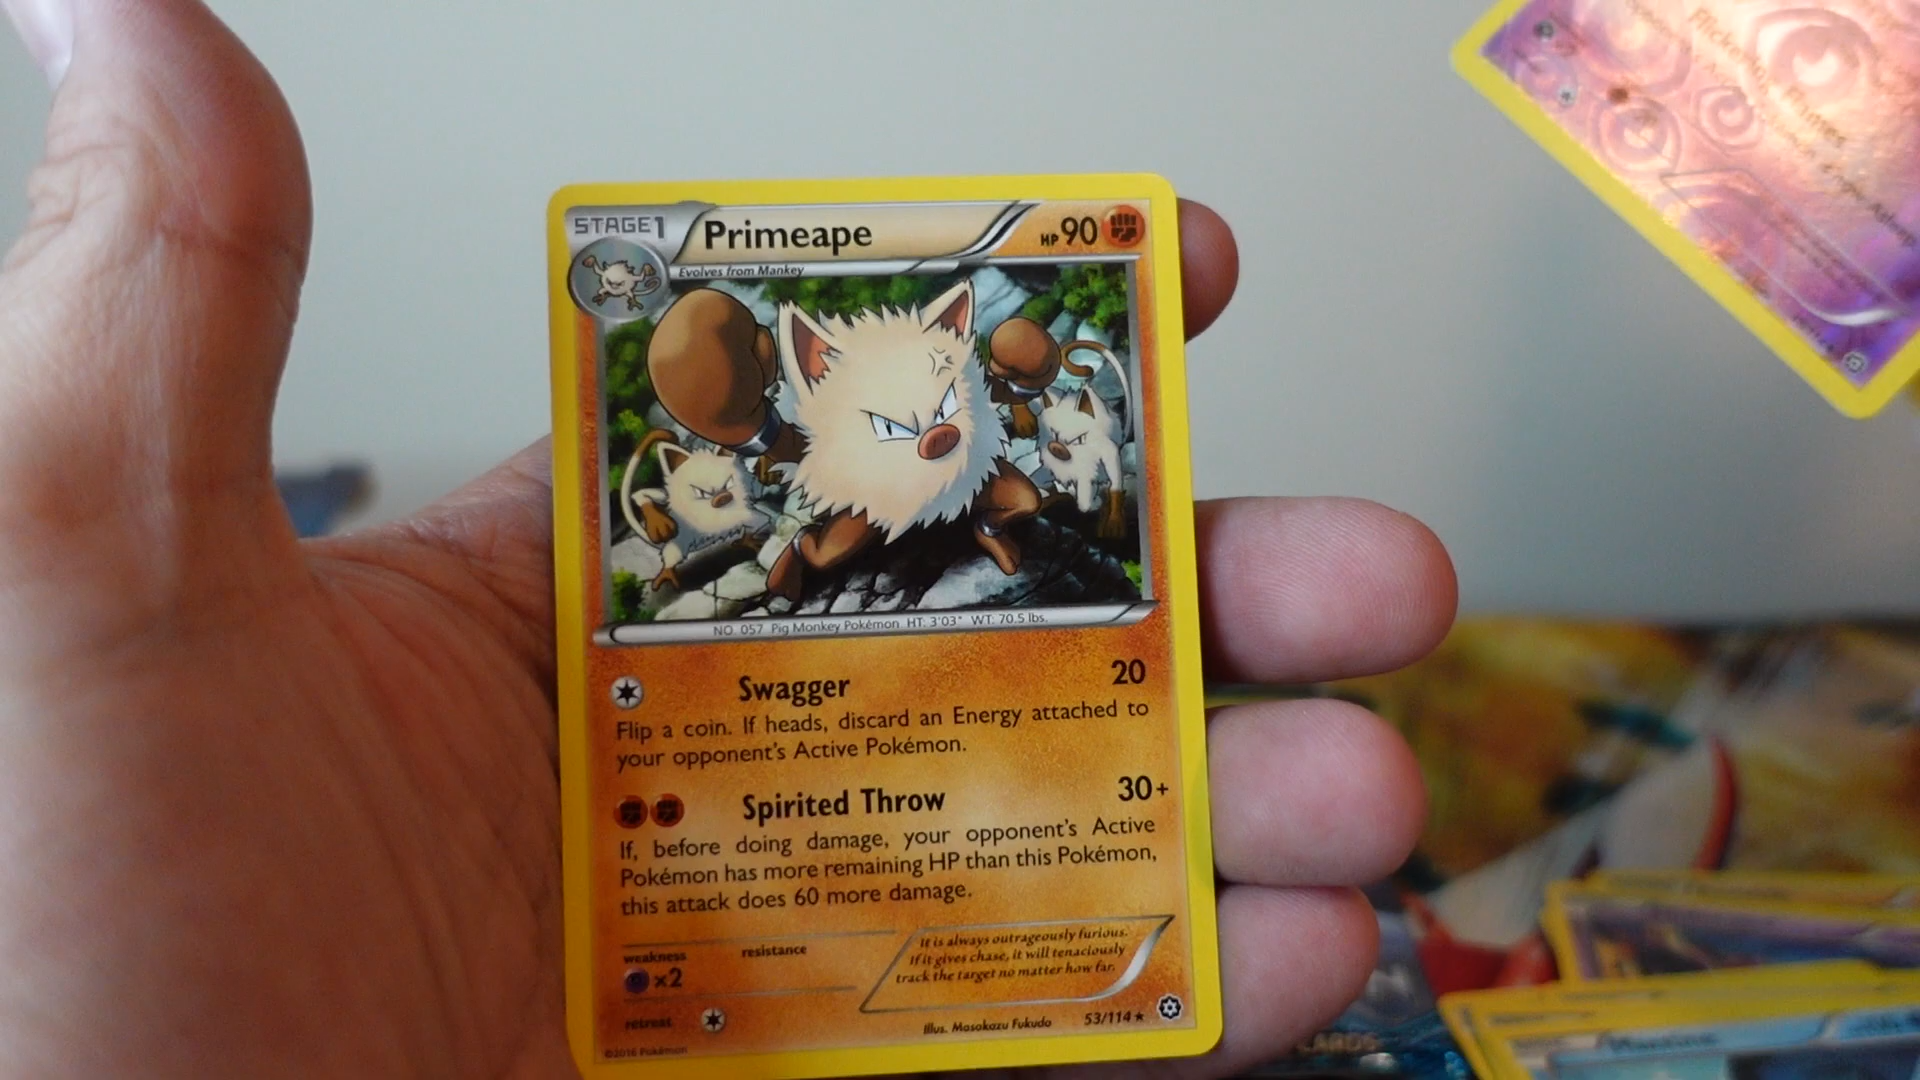 STAGE1
Primeape
HP 90
Evolves from Mankey
NO. 057 Pig Monkey Pokémon HT: 3'03" WT: 70.5 lbs.
Swagger 20
Flip a coin. If heads, discard an Energy attached to
your opponent's Active Pokémon.
Spirited Throw 30+
If, before doing damage, your opponent's Active
Pokémon has more remaining HP than this Pokémon,
this attack does 60 more damage.
weakness resistance
×2
retreat
It is always outrageously furious.
If it gives chase, it will tenaciously
track the target no matter how far.
Illus. Masakazu Fukuda 53/114 ★
©2016 Pokémon
Asleep.
CARDS